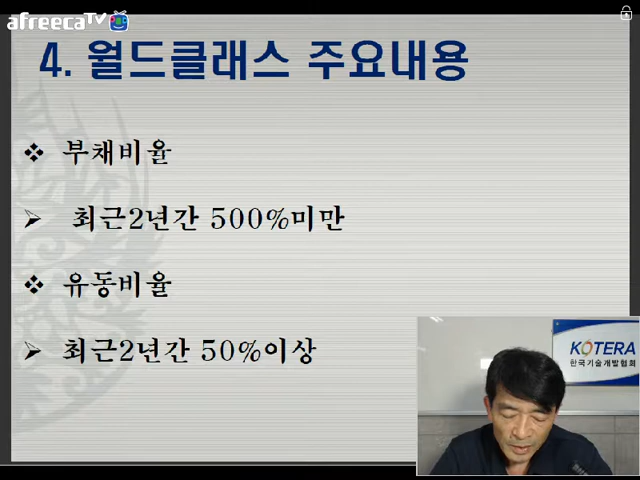 afreecaTV
4. 월드클래스 주요내용
❖ 부채비율
➢ 최근2년간 500%미만
❖ 유동비율
➢ 최근2년간 50%이상
KOTERA
한국기술개발협회